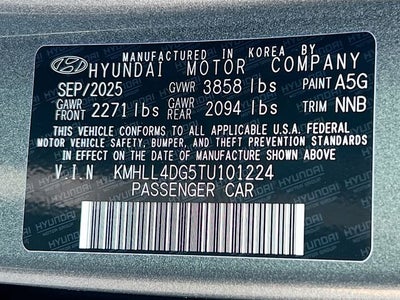 MANUFACTURED IN KOREA BY
HYUNDAI MOTOR COMPANY
SEP/2025 GVWR 3858 lbs PAINT A5G
GAWR FRONT 2271 lbs GAWR REAR 2094 lbs TRIM NNB
THIS VEHICLE CONFORMS TO ALL APPLICABLE U.S.A. FEDERAL
MOTOR VEHICLE SAFETY, BUMPER, AND THEFT PREVENTION STANDARDS
IN EFFECT ON THE DATE OF MANUFACTURE SHOWN ABOVE.
V.I.N KMHLL4DG5TU101224
PASSENGER CAR